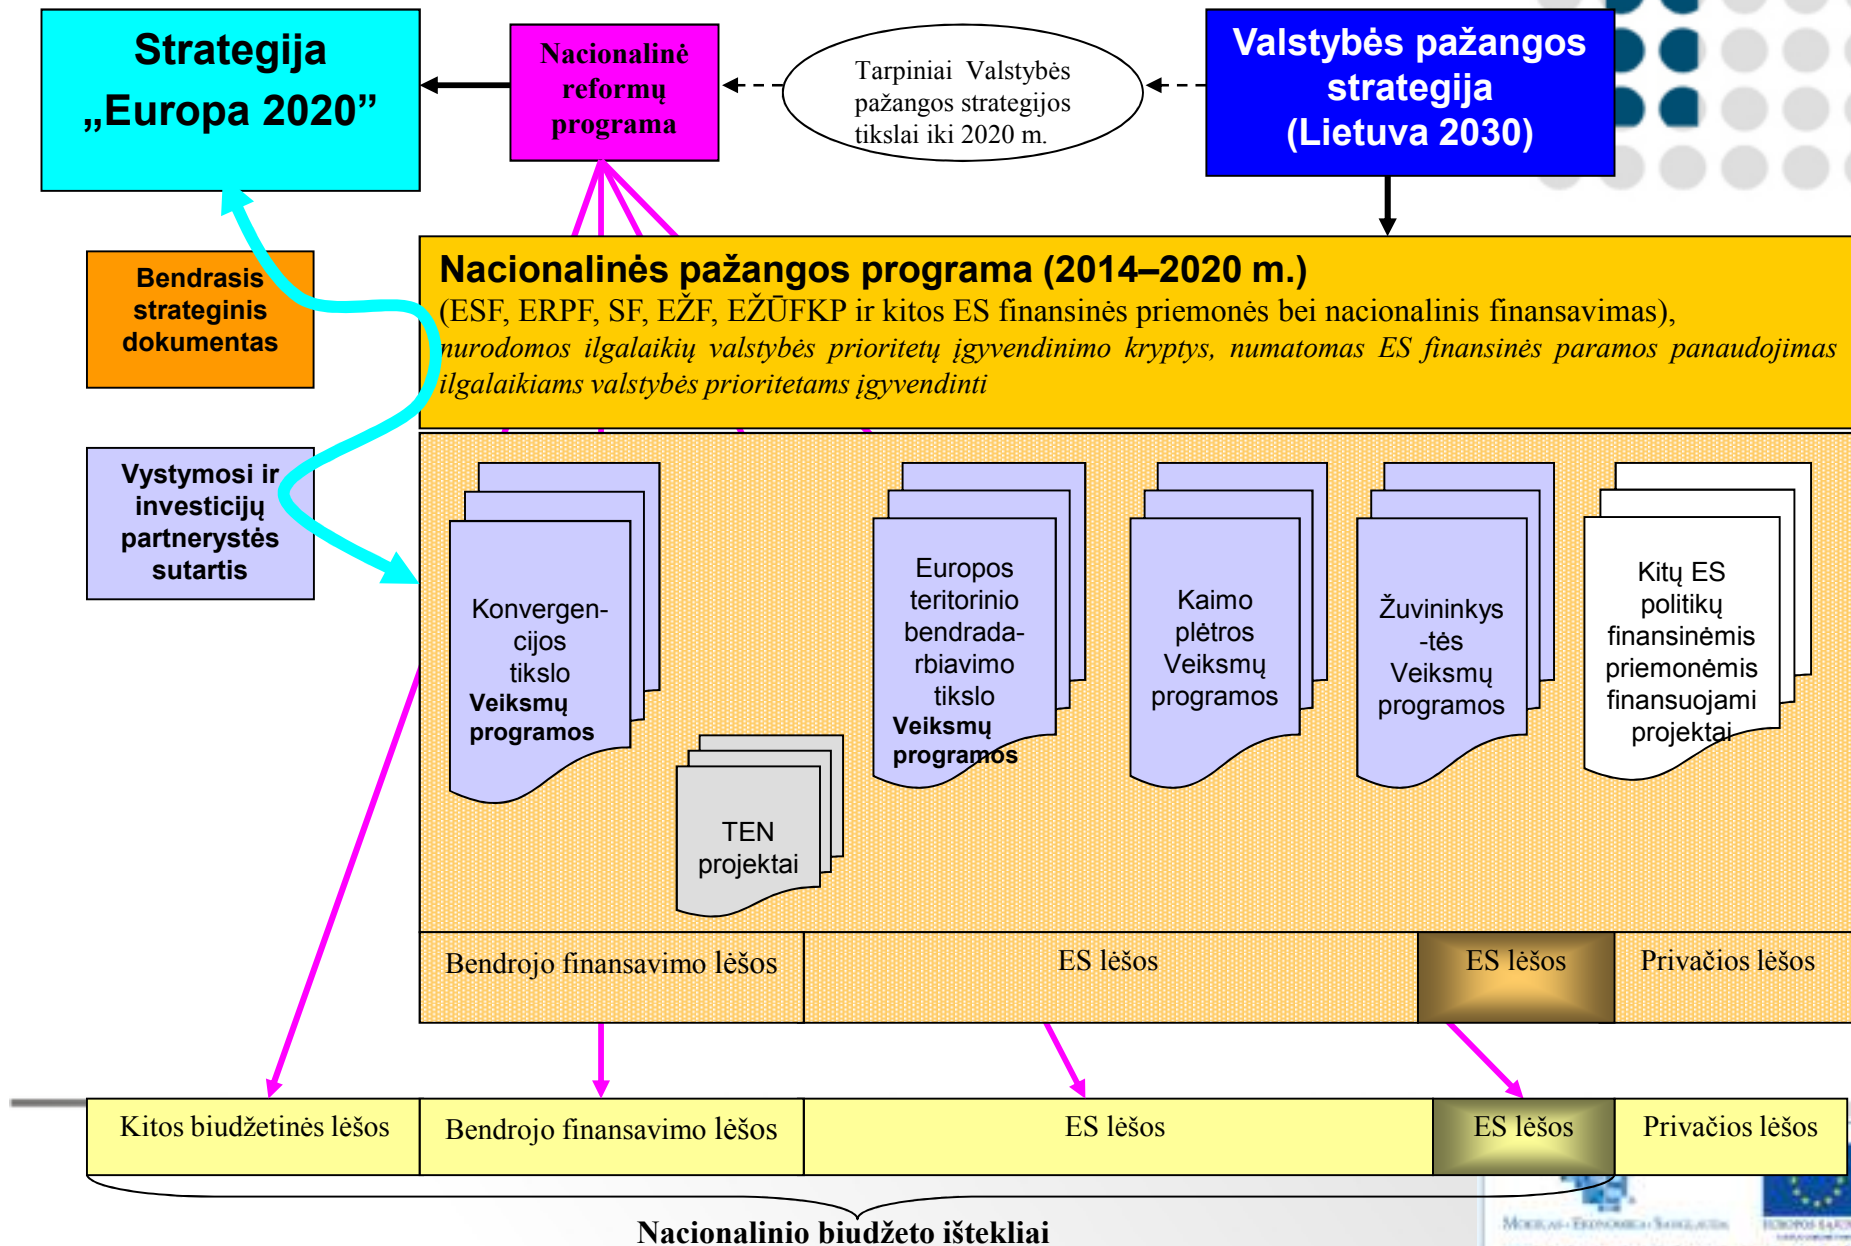 Strategija
„Europa 2020”
Nacionalinė
reformų
programa
Tarpiniai Valstybės
pažangos strategijos
tikslai iki 2020 m.
Valstybės pažangos
strategija
(Lietuva 2030)
Bendrasis
strateginis
dokumentas
Nacionalinės pažangos programa (2014–2020 m.)
(ESF, ERPF, SF, EŽF, EŽŪFKP ir kitos ES finansinės priemonės bei nacionalinis finansavimas),
nurodomos ilgalaikių valstybės prioritetų įgyvendinimo kryptys, numatomas ES finansinės paramos panaudojimas
ilgalaikiams valstybės prioritetams įgyvendinti
Vystymosi ir
investicijų
partnerystės
sutartis
Konvergen-
cijos
tikslo
Veiksmų
programos
TEN
projektai
Europos
teritorinio
bendrada-
rbiavimo
tikslo
Veiksmų
programos
Kaimo
plėtros
Veiksmų
programos
Žuvininkys
-tės
Veiksmų
programos
Kitų ES
politikų
finansinėmis
priemonėmis
finansuojami
projektai
Bendrojo finansavimo lėšos
ES lėšos
ES lėšos
Privačios lėšos
Kitos biudžetinės lėšos
Bendrojo finansavimo lėšos
ES lėšos
ES lėšos
Privačios lėšos
Nacionalinio biudžeto ištekliai